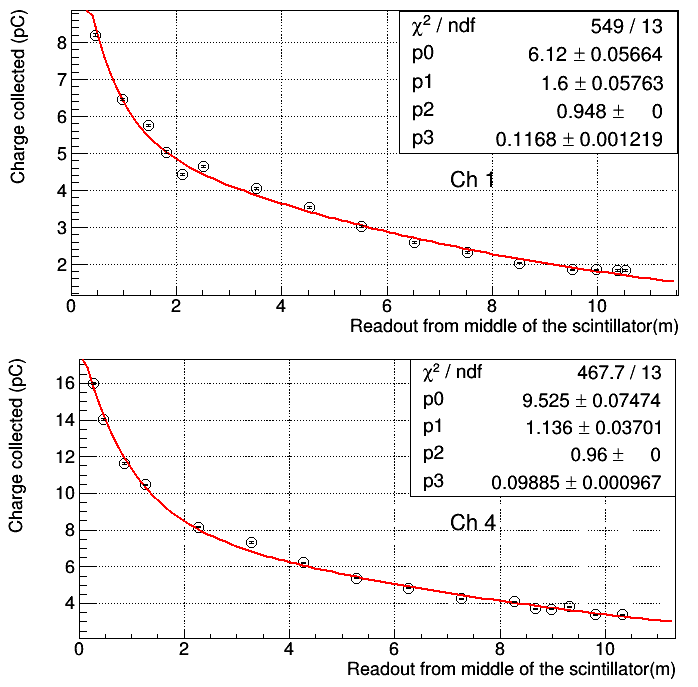 Charge collected (pC)
8
7
6
5
4
3
2
0 2 4 6 8 10
Readout from middle of the scintillator(m)
χ² / ndf 549 / 13
p0 6.12 ± 0.05664
p1 1.6 ± 0.05763
p2 0.948 ± 0
p3 0.1168 ± 0.001219
Ch 1
Charge collected (pC)
16
14
12
10
8
6
4
0 2 4 6 8 10
Readout from middle of the scintillator(m)
χ² / ndf 467.7 / 13
p0 9.525 ± 0.07474
p1 1.136 ± 0.03701
p2 0.96 ± 0
p3 0.09885 ± 0.000967
Ch 4